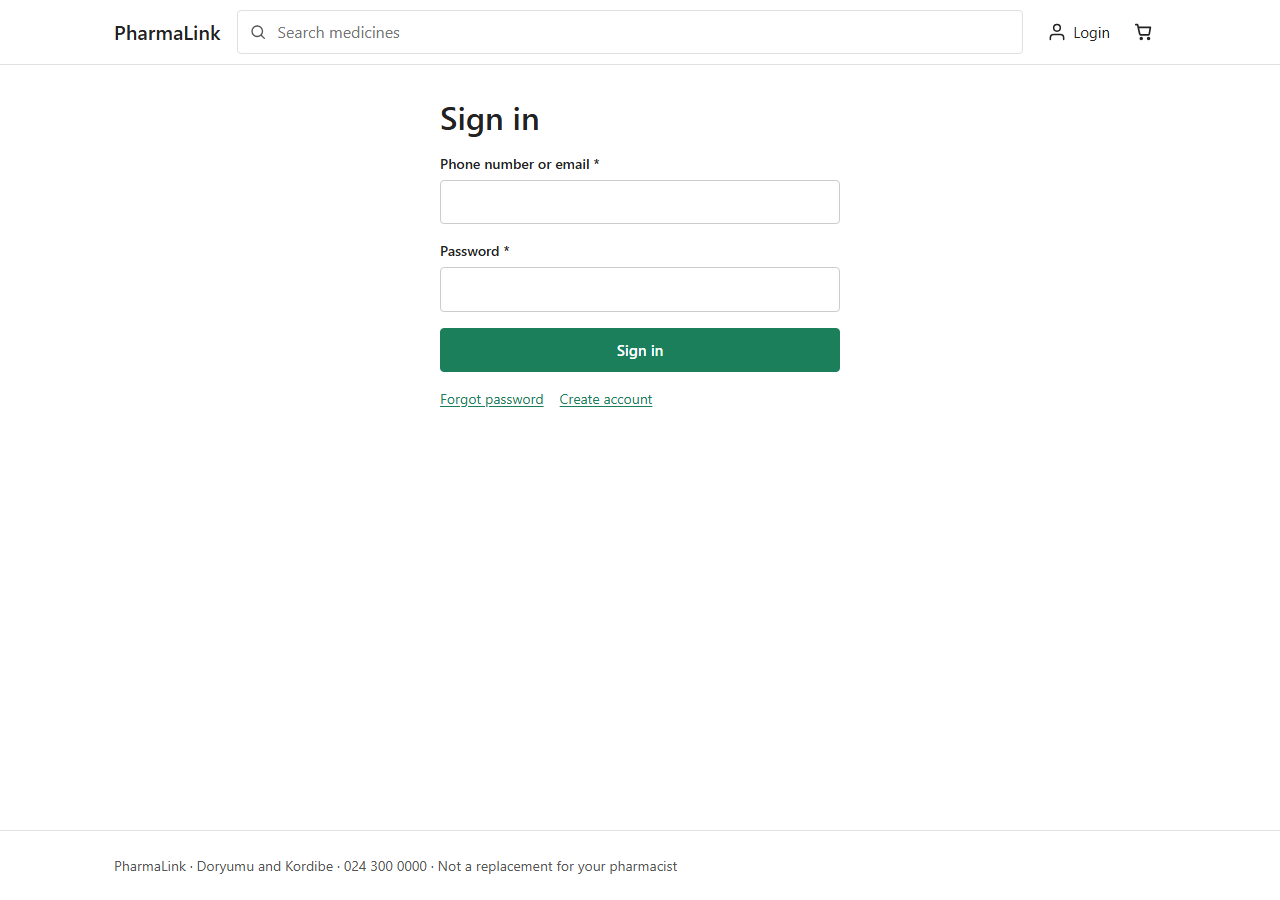 PharmaLink
Search medicines
Login
Sign in
Phone number or email *
Password *
Sign in
Forgot password
Create account
PharmaLink · Doryumu and Kordibe · 024 300 0000 · Not a replacement for your pharmacist